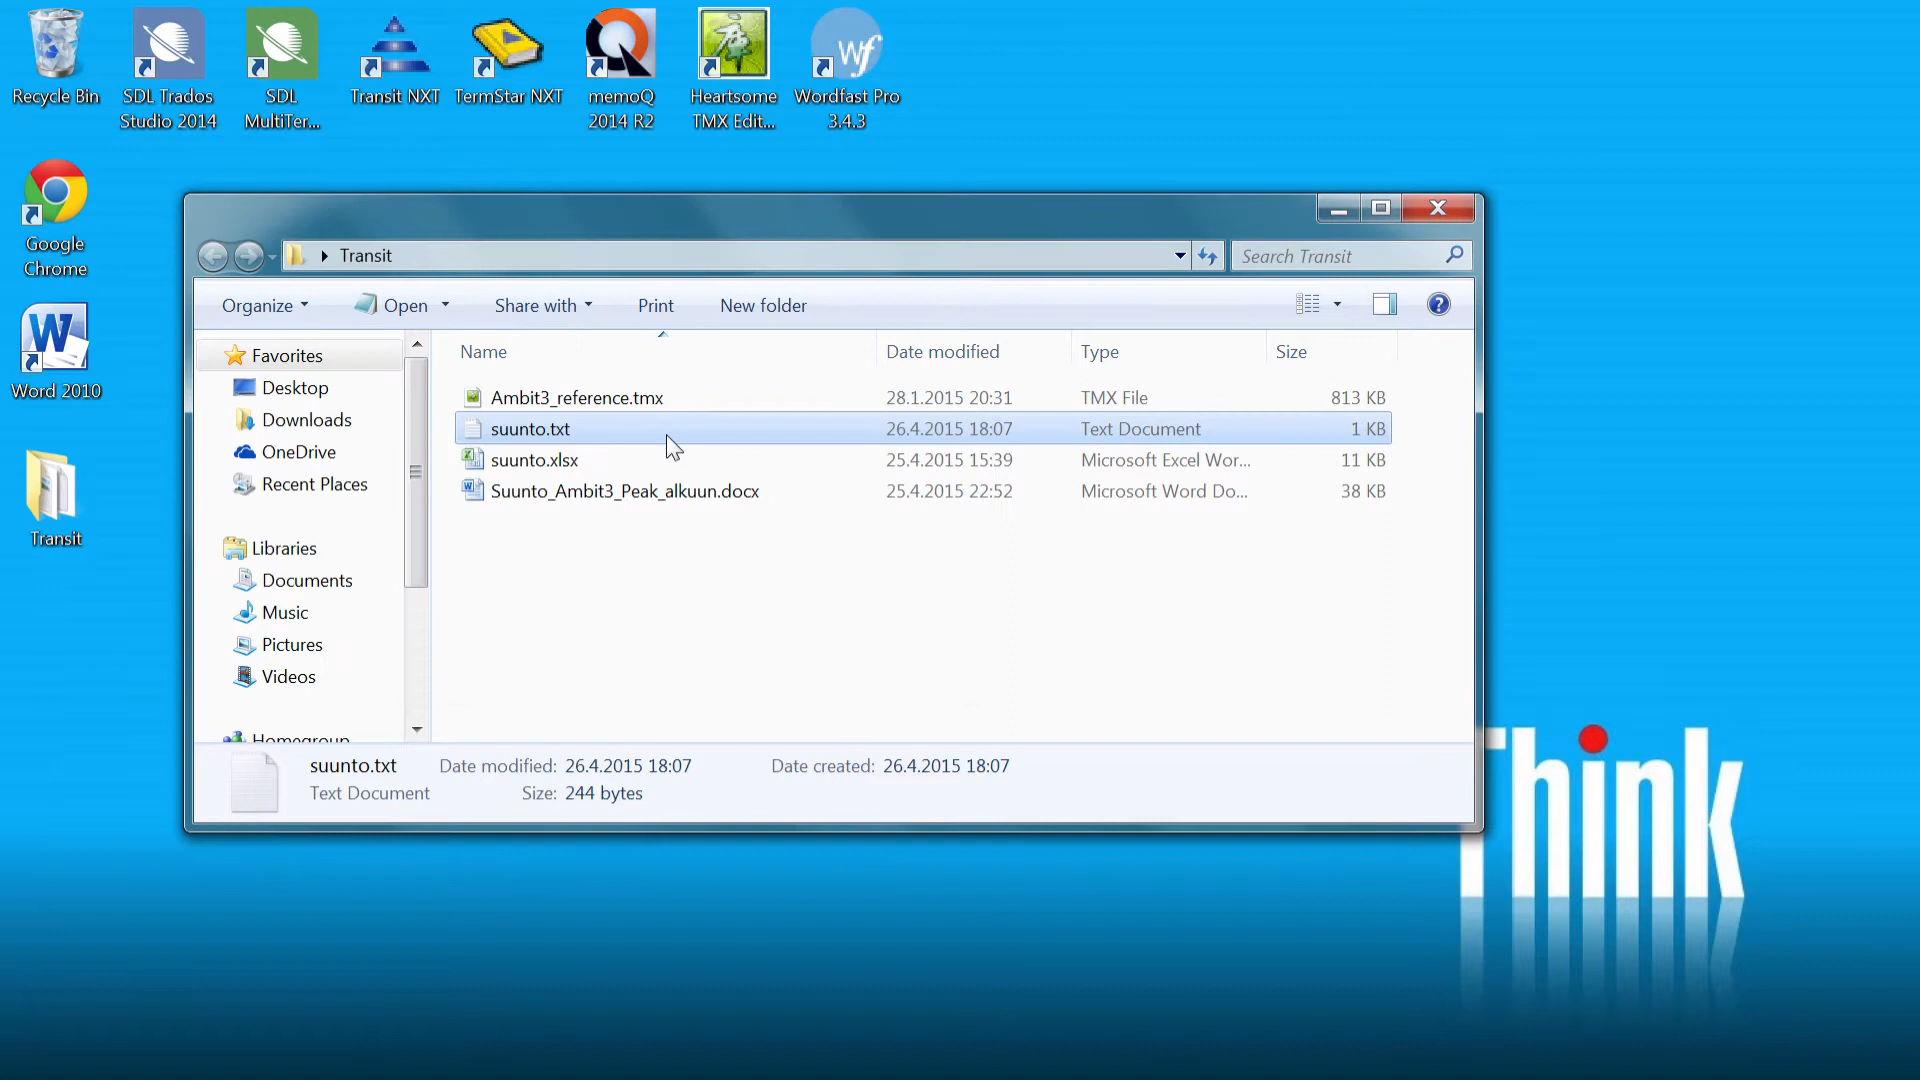 Recycle Bin
SDL Trados
Studio 2014
SDL
MultiTer...
Transit NXT
TermStar NXT
memoQ
2014 R2
Heartsome
TMX Edit...
Wordfast Pro
3.4.3
Google
Chrome
Word 2010
Transit
Transit
Search Transit
Organize
Open
Share with
Print
New folder
Favorites
Desktop
Downloads
OneDrive
Recent Places
Libraries
Documents
Music
Pictures
Videos
Homegroup
Name Date modified Type Size
Ambit3_reference.tmx 28.1.2015 20:31 TMX File 813 KB
suunto.txt 26.4.2015 18:07 Text Document 1 KB
suunto.xlsx 25.4.2015 15:39 Microsoft Excel Wor... 11 KB
Suunto_Ambit3_Peak_alkuun.docx 25.4.2015 22:52 Microsoft Word Do... 38 KB
suunto.txt Date modified: 26.4.2015 18:07 Date created: 26.4.2015 18:07
Text Document Size: 244 bytes
Think